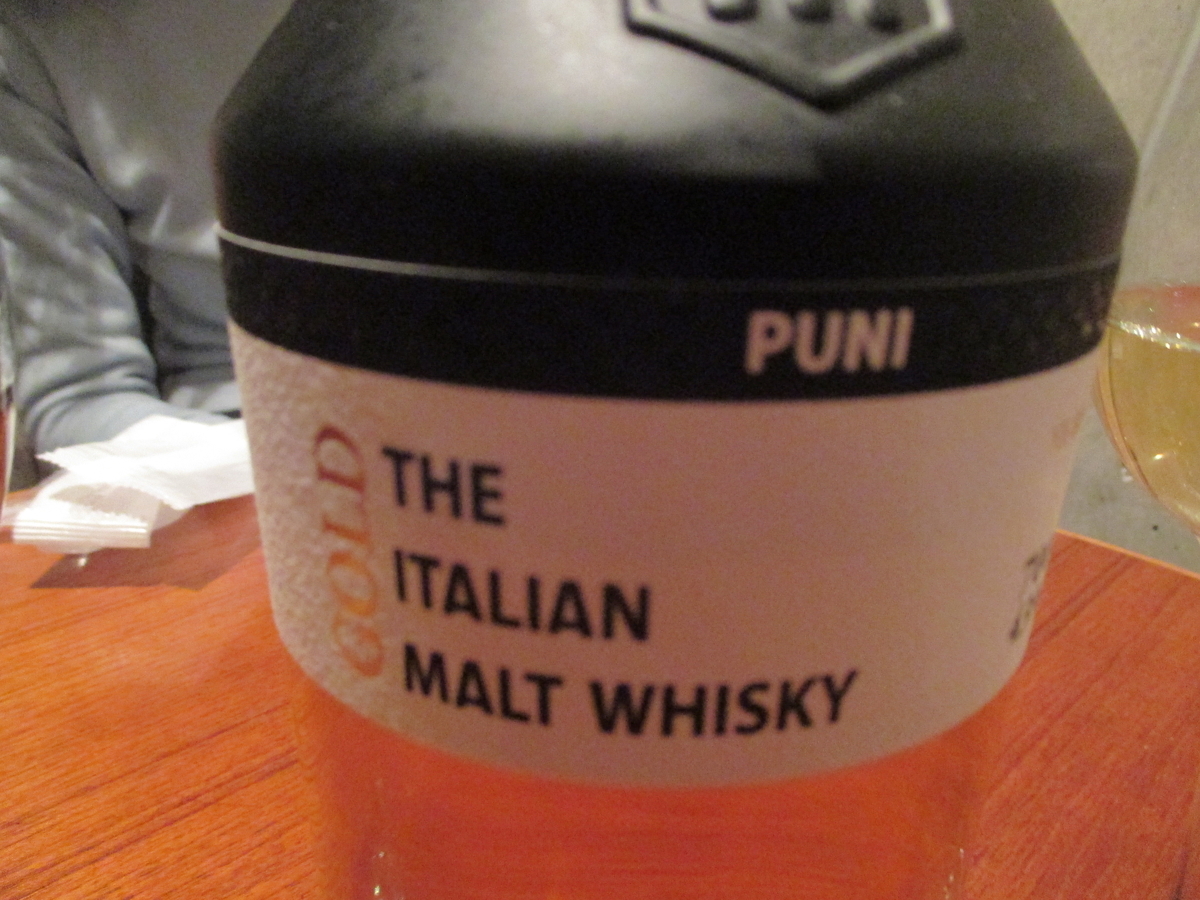 PUNI
GOLD
THE
ITALIAN
MALT WHISKY